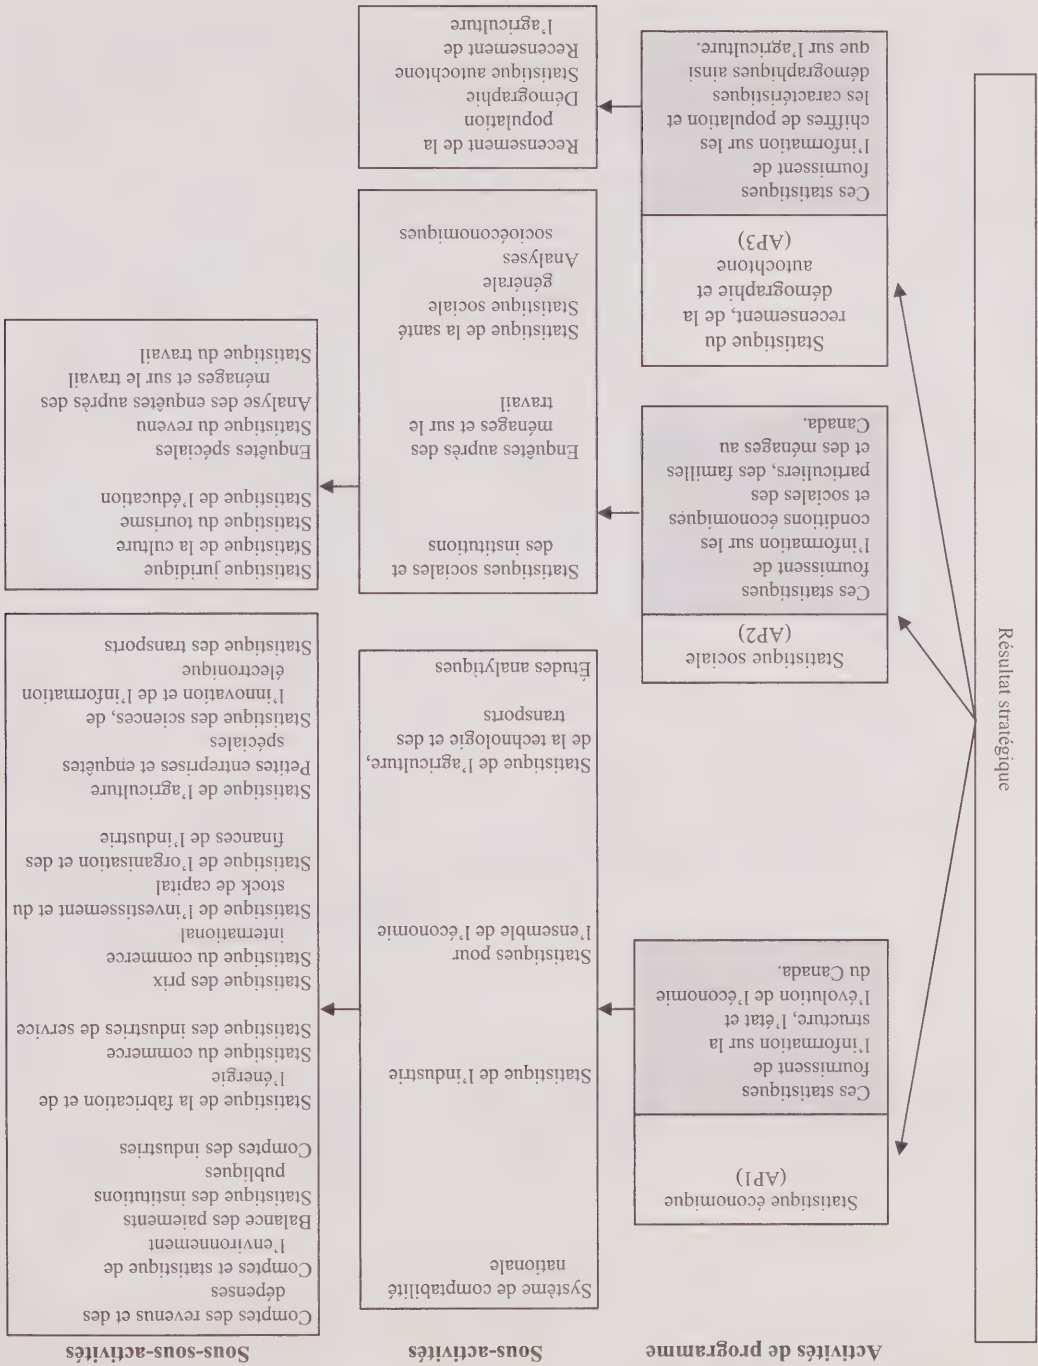 Activités de programme
Sous-activités
Sous-sous-activités
Résultat stratégique
Statistique économique
(AP1)
Ces statistiques
fournissent de
l'information sur la
structure, l'état et
l'évolution de l'économie
du Canada.
Système de comptabilité
nationale
Statistique de l'industrie
Statistiques pour
l'ensemble de l'économie
Statistique de l'agriculture,
de la technologie et des
transports
Études analytiques
Comptes des revenus et des
dépenses
Comptes et statistique de
l'environnement
Balance des paiements
Statistique des institutions
publiques
Comptes des industries
Statistique de la fabrication et de
l'énergie
Statistique du commerce
Statistique des industries de service
Statistique des prix
Statistique du commerce
international
Statistique de l'investissement et du
stock de capital
Statistique de l'organisation et des
finances de l'industrie
Statistique de l'agriculture
Petites entreprises et enquêtes
spéciales
Statistique des sciences, de
l'innovation et de l'information
électronique
Statistique des transports
Statistique sociale
(AP2)
Ces statistiques
fournissent de
l'information sur les
conditions économiques
et sociales des
particuliers, des familles
et des ménages au
Canada.
Statistiques sociales et
des institutions
Enquêtes auprès des
ménages et sur le
travail
Statistique de la santé
Statistique sociale
générale
Analyses
socioéconomiques
Statistique juridique
Statistique de la culture
Statistique du tourisme
Statistique de l'éducation
Enquêtes spéciales
Statistique du revenu
Analyse des enquêtes auprès des
ménages et sur le travail
Statistique du travail
Statistique du
recensement, de la
démographie et
autochtone
(AP3)
Ces statistiques
fournissent de
l'information sur les
chiffres de population et
les caractéristiques
démographiques ainsi
que sur l'agriculture.
Recensement de la
population
Démographie
Statistique autochtone
Recensement de
l'agriculture